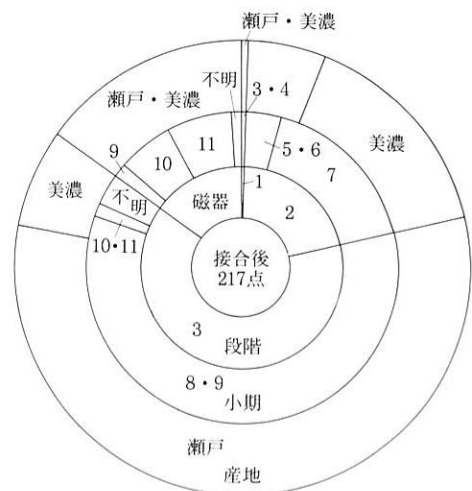 瀬戸・美濃
不明
3・4
瀬戸・美濃
美濃
9
10
11
5・6
7
美濃
不明
磁器
1
2
10・11
接合後
217点
3
段階
8・9
小期
瀬戸
産地